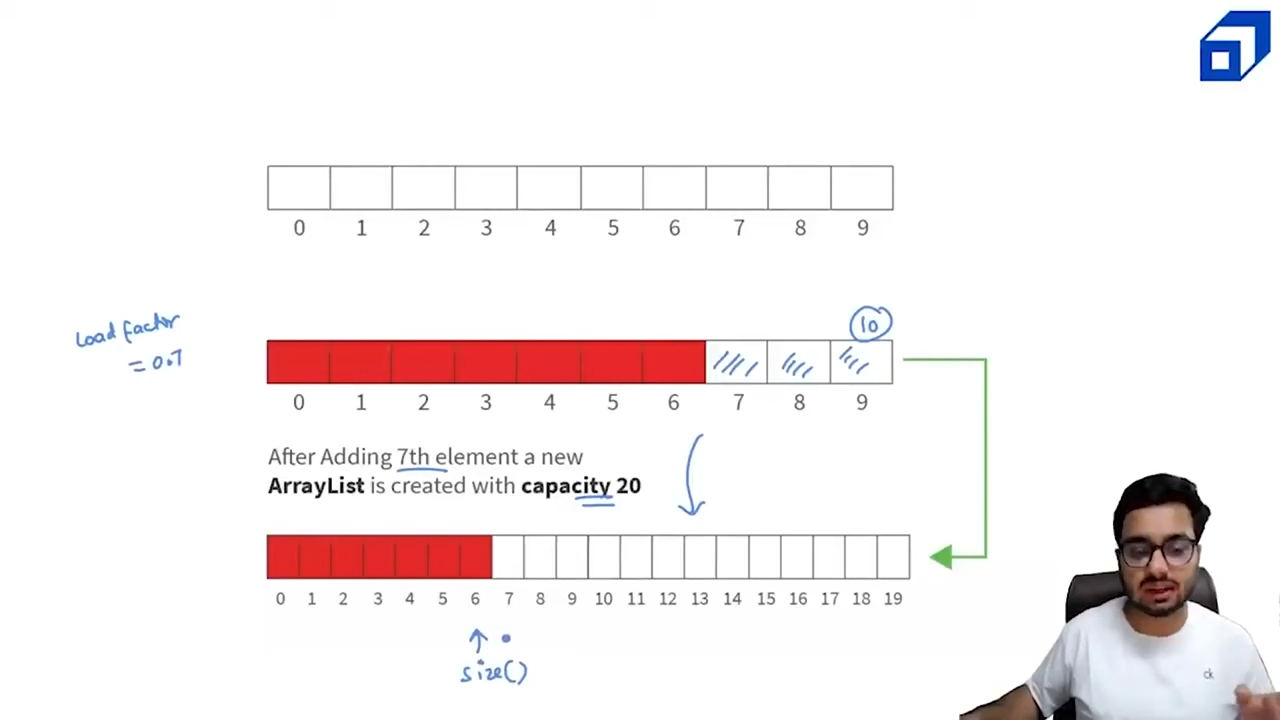 0 1 2 3 4 5 6 7 8 9
load factor
= 0.7
10
0 1 2 3 4 5 6 7 8 9
After Adding 7th element a new
ArrayList is created with capacity 20
0 1 2 3 4 5 6 7 8 9 10 11 12 13 14 15 16 17 18 19
size()
ck